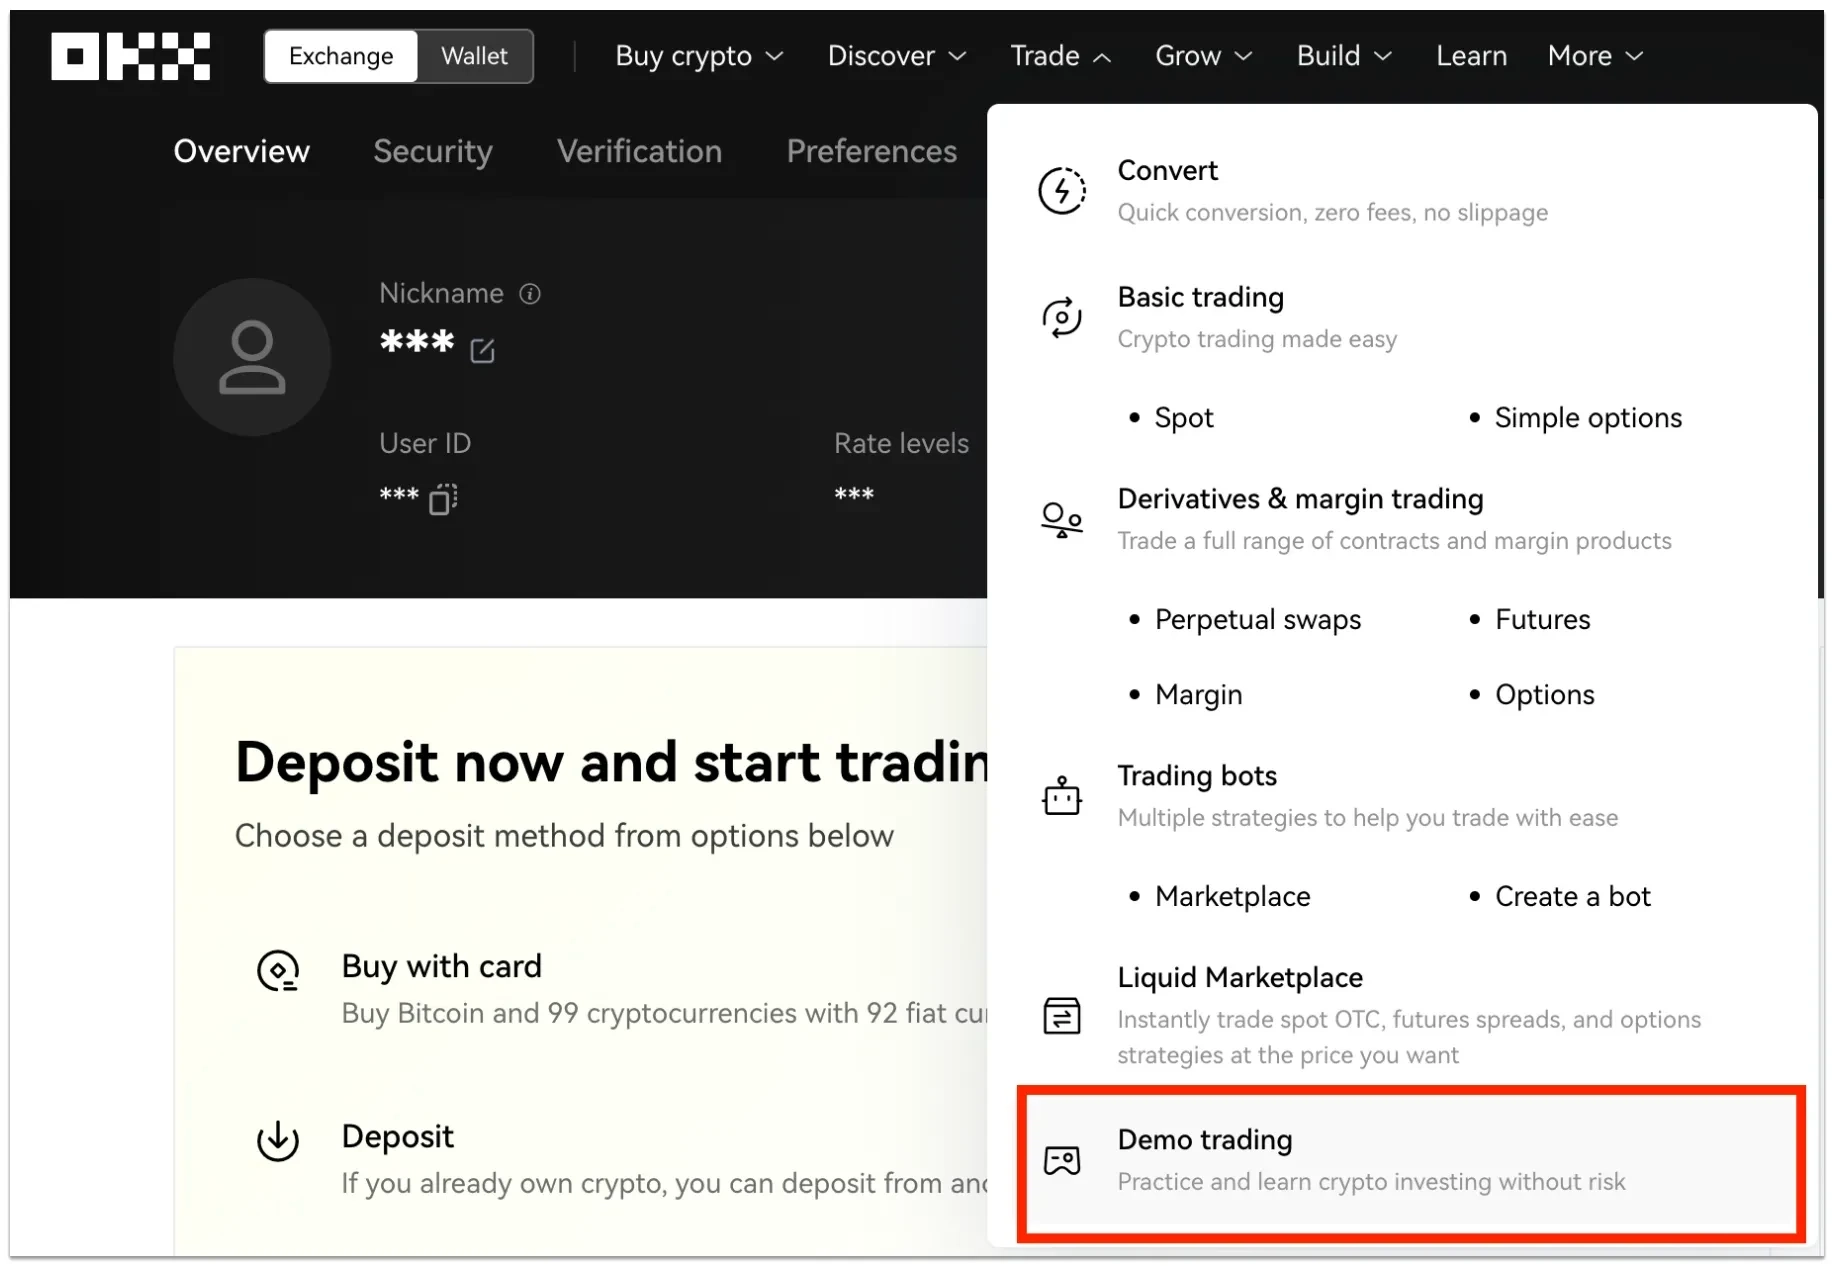 OKX
Exchange Wallet Buy crypto Discover Trade Grow Build Learn More
Overview Security Verification Preferences
Nickname
***
User ID
***
Rate levels
***
Deposit now and start tradin
Choose a deposit method from options below
Buy with card
Buy Bitcoin and 99 cryptocurrencies with 92 fiat cu
Deposit
If you already own crypto, you can deposit from an
Convert
Quick conversion, zero fees, no slippage
Basic trading
Crypto trading made easy
• Spot • Simple options
Derivatives & margin trading
Trade a full range of contracts and margin products
• Perpetual swaps • Futures
• Margin • Options
Trading bots
Multiple strategies to help you trade with ease
• Marketplace • Create a bot
Liquid Marketplace
Instantly trade spot OTC, futures spreads, and options
strategies at the price you want
Demo trading
Practice and learn crypto investing without risk